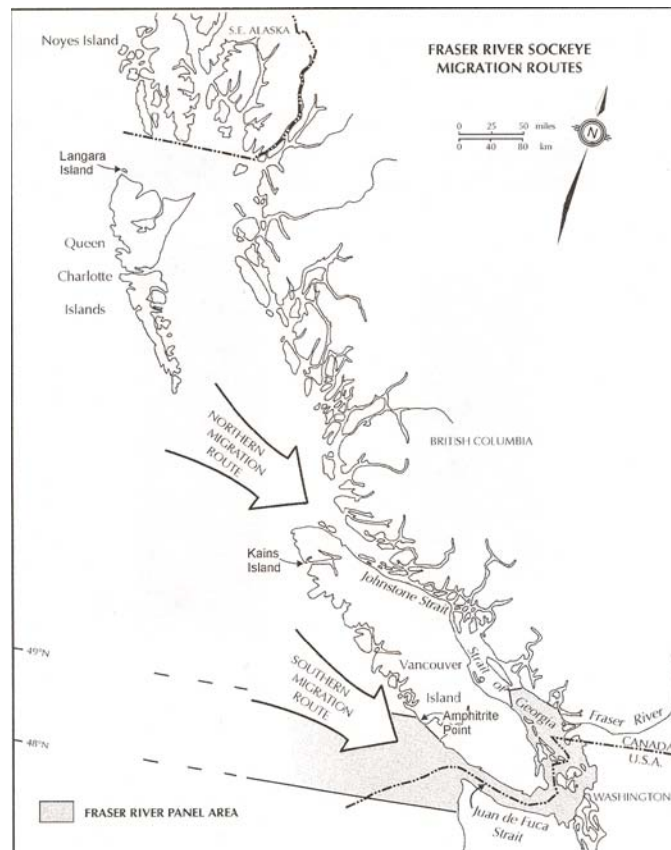 Noyes Island
S.E. ALASKA
FRASER RIVER SOCKEYE
MIGRATION ROUTES
0 25 50 miles
0 40 80 km
N
Langara
Island
Queen
Charlotte
Islands
NORTHERN
MIGRATION
ROUTE
BRITISH COLUMBIA
Kains
Island
Johnstone Strait
49°N
SOUTHERN
MIGRATION
ROUTE
Vancouver
Island
Strait of
Georgia
Amphitrite
Point
Fraser River
48°N
CANADA
U.S.A.
WASHINGTON
Juan de Fuca
Strait
FRASER RIVER PANEL AREA